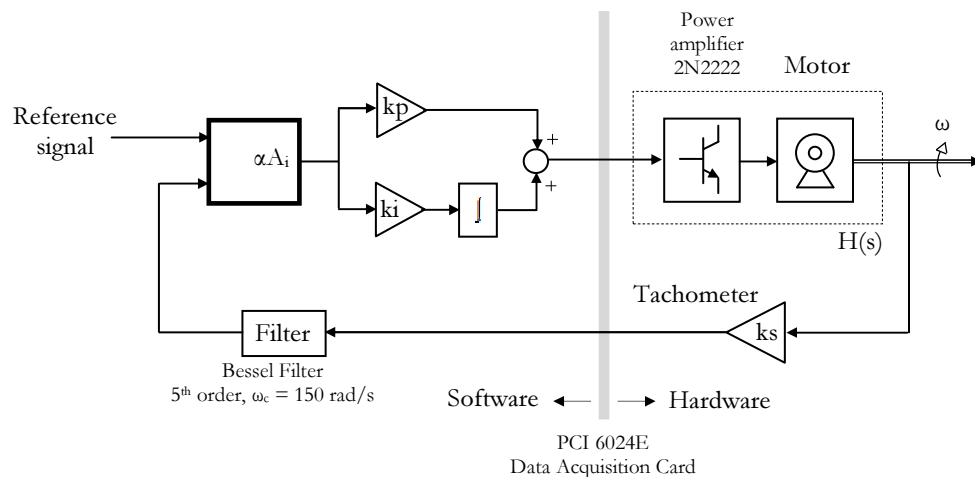 Power
amplifier
2N2222
Motor
Reference
signal
αAᵢ
kp
ki
∫
+
+
ω
H(s)
Tachometer
ks
Filter
Bessel Filter
5ᵗʰ order, ω꜀ = 150 rad/s
Software
Hardware
PCI 6024E
Data Acquisition Card